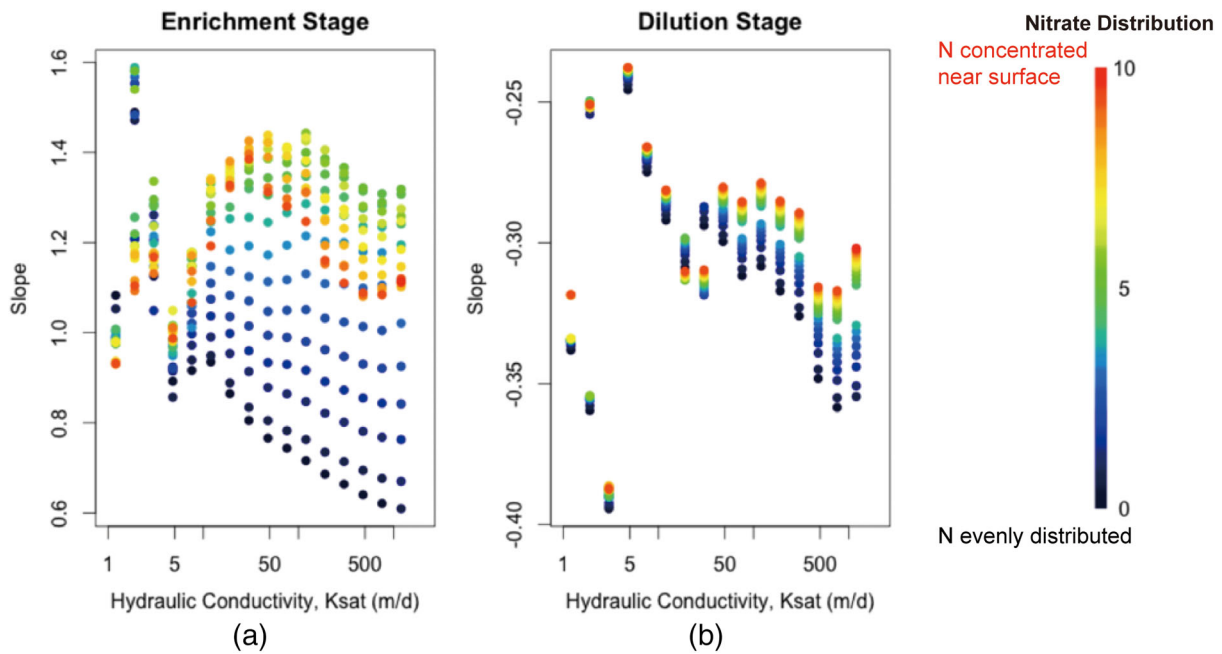 Enrichment Stage
Slope
1.6
1.4
1.2
1.0
0.8
0.6
1 5 50 500
Hydraulic Conductivity, Ksat (m/d)
(a)
Dilution Stage
Slope
-0.25
-0.30
-0.35
-0.40
1 5 50 500
Hydraulic Conductivity, Ksat (m/d)
(b)
Nitrate Distribution
N concentrated
near surface
10
5
0
N evenly distributed